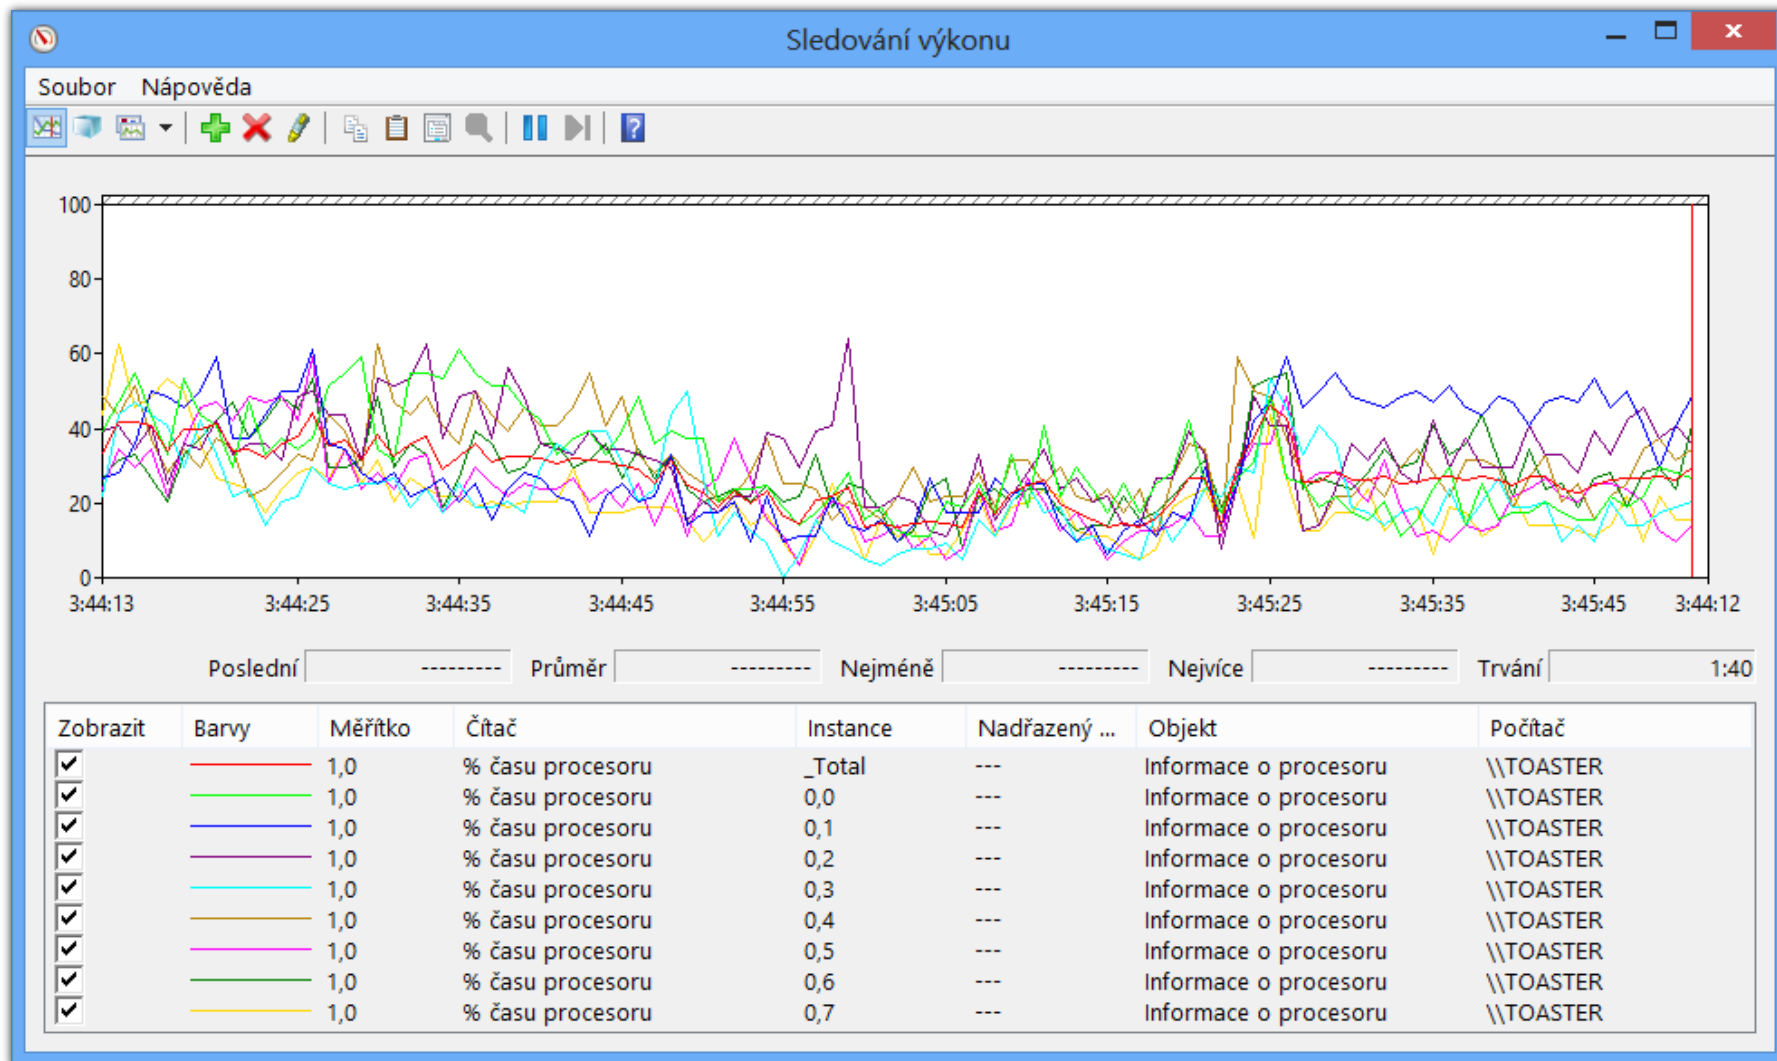 Sledování výkonu
Soubor Nápověda
100
80
60
40
20
0
3:44:13 3:44:25 3:44:35 3:44:45 3:44:55 3:45:05 3:45:15 3:45:25 3:45:35 3:45:45 3:44:12
Poslední --------- Průměr --------- Nejméně --------- Nejvíce --------- Trvání 1:40
Zobrazit Barvy Měřítko Čítač Instance Nadřazený ... Objekt Počítač
1,0 % času procesoru _Total --- Informace o procesoru \\TOASTER
1,0 % času procesoru 0,0 --- Informace o procesoru \\TOASTER
1,0 % času procesoru 0,1 --- Informace o procesoru \\TOASTER
1,0 % času procesoru 0,2 --- Informace o procesoru \\TOASTER
1,0 % času procesoru 0,3 --- Informace o procesoru \\TOASTER
1,0 % času procesoru 0,4 --- Informace o procesoru \\TOASTER
1,0 % času procesoru 0,5 --- Informace o procesoru \\TOASTER
1,0 % času procesoru 0,6 --- Informace o procesoru \\TOASTER
1,0 % času procesoru 0,7 --- Informace o procesoru \\TOASTER